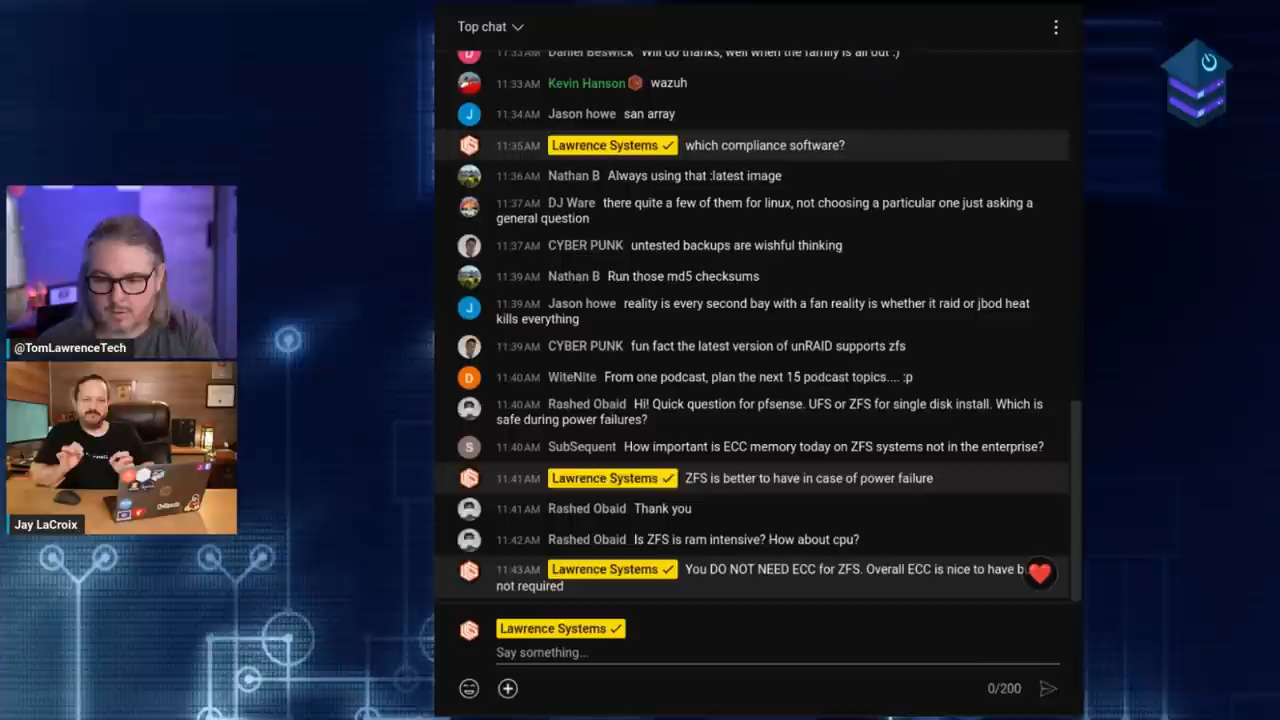 Top chat
11:33 AM Daniel Beswick Will do thanks, well when the family is all out :)
11:33 AM Kevin Hanson wazuh
11:34 AM Jason howe san array
11:35 AM Lawrence Systems which compliance software?
11:36 AM Nathan B Always using that :latest image
11:37 AM DJ Ware there quite a few of them for linux, not choosing a particular one just asking a
general question
11:37 AM CYBER PUNK untested backups are wishful thinking
11:39 AM Nathan B Run those md5 checksums
11:39 AM Jason howe reality is every second bay with a fan reality is whether it raid or jbod heat
kills everything
11:39 AM CYBER PUNK fun fact the latest version of unRAID supports zfs
11:40 AM WiteNite From one podcast, plan the next 15 podcast topics.... :p
11:40 AM Rashed Obaid Hi! Quick question for pfsense. UFS or ZFS for single disk install. Which is
safe during power failures?
11:40 AM SubSequent How important is ECC memory today on ZFS systems not in the enterprise?
11:41 AM Lawrence Systems ZFS is better to have in case of power failure
11:41 AM Rashed Obaid Thank you
11:42 AM Rashed Obaid Is ZFS is ram intensive? How about cpu?
11:43 AM Lawrence Systems You DO NOT NEED ECC for ZFS. Overall ECC is nice to have
not required
Lawrence Systems
Say something...
0/200
@TomLawrenceTech
Jay LaCroix